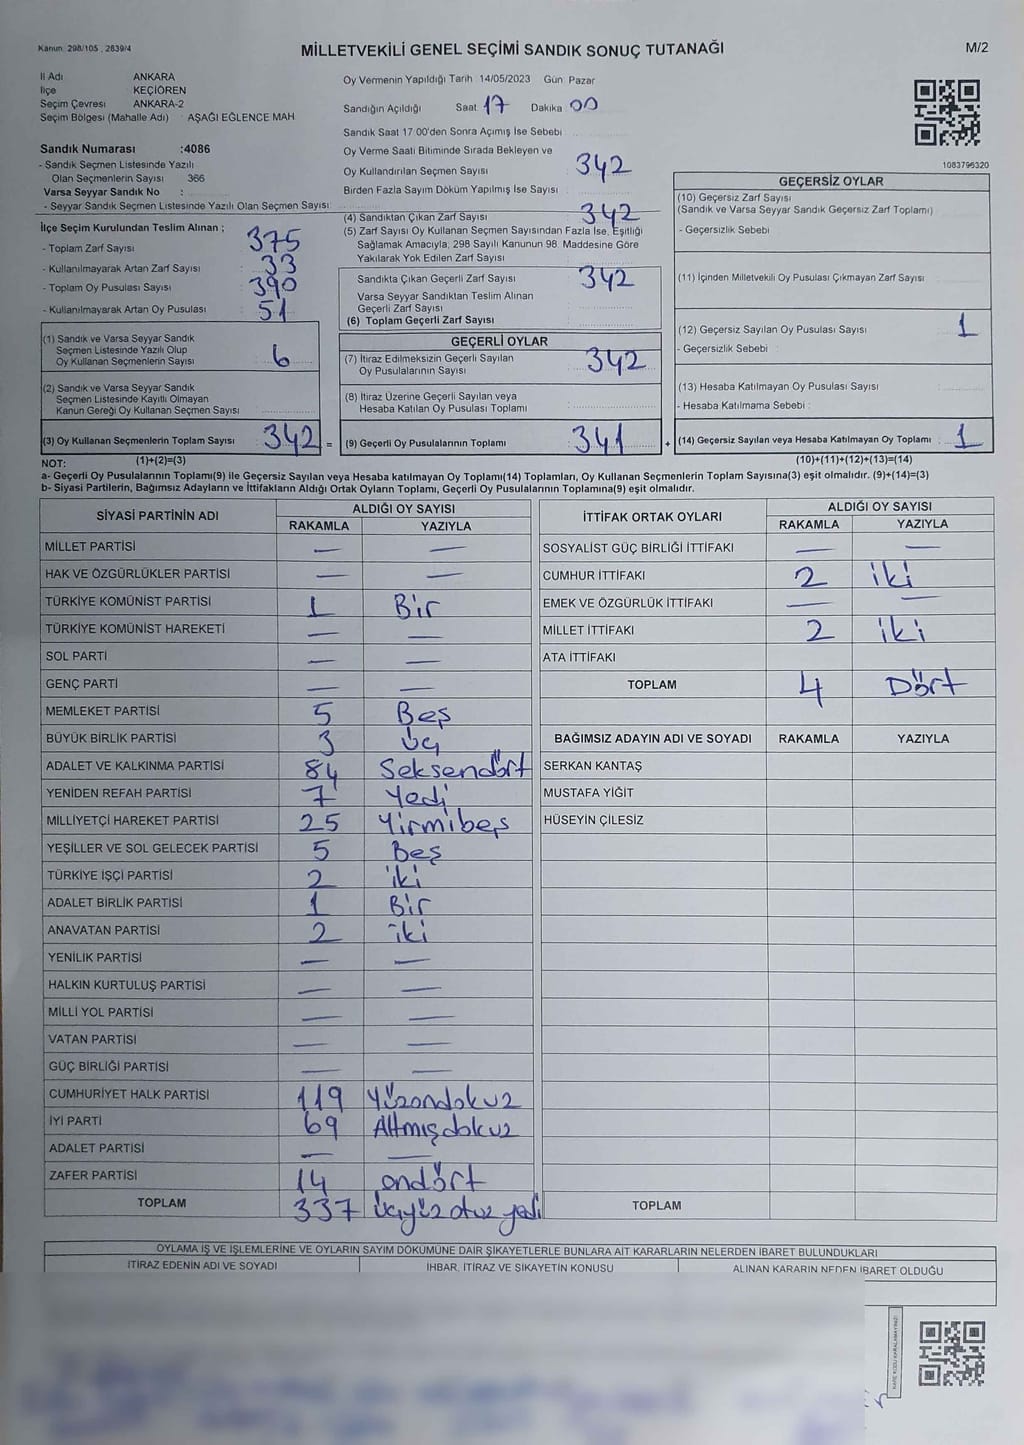 Kanun 298/105, 2839/4
MİLLETVEKİLİ GENEL SEÇİMİ SANDIK SONUÇ TUTANAĞI
M/2
İl Adı ANKARA
İlçe KEÇİÖREN
Seçim Çevresi ANKARA-2
Seçim Bölgesi (Mahalle Adı) AŞAĞI EĞLENCE MAH
Sandık Numarası :4086
- Sandık Seçmen Listesinde Yazılı
Olan Seçmenlerin Sayısı 366
Varsa Seyyar Sandık No :
- Seyyar Sandık Seçmen Listesinde Yazılı Olan Seçmen Sayısı:
Oy Vermenin Yapıldığı Tarih 14/05/2023 Gün Pazar
Sandığın Açıldığı Saat 17 Dakika 00
Sandık Saat 17 00'den Sonra Açımış İse Sebebi
Oy Verme Saati Bitiminde Sırada Bekleyen ve
Oy Kullandırılan Seçmen Sayısı 342
Birden Fazla Sayım Döküm Yapılmış İse Sayısı
1083796320
İlçe Seçim Kurulundan Teslim Alınan ;
- Toplam Zarf Sayısı : 375
- Kullanılmayarak Artan Zarf Sayısı : 33
- Toplam Oy Pusulası Sayısı : 390
- Kullanılmayarak Artan Oy Pusulası : 51
(1) Sandık ve Varsa Seyyar Sandık
Seçmen Listesinde Yazılı Olup
Oy Kullanan Seçmenlerin Sayısı 6
(2) Sandık ve Varsa Seyyar Sandık
Seçmen Listesinde Kayıtlı Olmayan
Kanun Gereği Oy Kullanan Seçmen Sayısı
(3) Oy Kullanan Seçmenlerin Toplam Sayısı 342 =
(1)+(2)=(3)
(4) Sandıktan Çıkan Zarf Sayısı 342
(5) Zarf Sayısı Oy Kullanan Seçmen Sayısından Fazla İse, Eşitliği
Sağlamak Amacıyla, 298 Sayılı Kanunun 98. Maddesine Göre
Yakılarak Yok Edilen Zarf Sayısı
Sandıkta Çıkan Geçerli Zarf Sayısı 342
Varsa Seyyar Sandıktan Teslim Alınan
Geçerli Zarf Sayısı
(6) Toplam Geçerli Zarf Sayısı
GEÇERLİ OYLAR
(7) İtiraz Edilmeksizin Geçerli Sayılan
Oy Pusulalarının Sayısı 342
(8) İtiraz Üzerine Geçerli Sayılan veya
Hesaba Katılan Oy Pusulası Toplamı
(9) Geçerli Oy Pusulalarının Toplamı 341 +
GEÇERSİZ OYLAR
(10) Geçersiz Zarf Sayısı
(Sandık ve Varsa Seyyar Sandık Geçersiz Zarf Toplamı)
- Geçersizlik Sebebi
(11) İçinden Milletvekili Oy Pusulası Çıkmayan Zarf Sayısı
(12) Geçersiz Sayılan Oy Pusulası Sayısı 1
- Geçersizlik Sebebi :
(13) Hesaba Katılmayan Oy Pusulası Sayısı
- Hesaba Katılmama Sebebi :
(14) Geçersiz Sayılan veya Hesaba Katılmayan Oy Toplamı : 1
(10)+(11)+(12)+(13)=(14)
NOT:
a- Geçerli Oy Pusulalarının Toplamı(9) ile Geçersiz Sayılan veya Hesaba katılmayan Oy Toplamı(14) Toplamları, Oy Kullanan Seçmenlerin Toplam Sayısına(3) eşit olmalıdır. (9)+(14)=(3)
b- Siyasi Partilerin, Bağımsız Adayların ve İttifakların Aldığı Ortak Oyların Toplamı, Geçerli Oy Pusulalarının Toplamına(9) eşit olmalıdır.
SİYASİ PARTİNİN ADI ALDIĞI OY SAYISI
RAKAMLA YAZIYLA
MİLLET PARTİSİ — —
HAK VE ÖZGÜRLÜKLER PARTİSİ — —
TÜRKİYE KOMÜNİST PARTİSİ 1 Bir
TÜRKİYE KOMÜNİST HAREKETİ — —
SOL PARTİ — —
GENÇ PARTİ — —
MEMLEKET PARTİSİ 5 Beş
BÜYÜK BİRLİK PARTİSİ 3 üç
ADALET VE KALKINMA PARTİSİ 84 Seksendört
YENİDEN REFAH PARTİSİ 7 Yedi
MİLLİYETÇİ HAREKET PARTİSİ 25 Yirmibeş
YEŞİLLER VE SOL GELECEK PARTİSİ 5 Beş
TÜRKİYE İŞÇİ PARTİSİ 2 iki
ADALET BİRLİK PARTİSİ 1 Bir
ANAVATAN PARTİSİ 2 iki
YENİLİK PARTİSİ — —
HALKIN KURTULUŞ PARTİSİ — —
MİLLİ YOL PARTİSİ — —
VATAN PARTİSİ — —
GÜÇ BİRLİĞİ PARTİSİ — —
CUMHURİYET HALK PARTİSİ 119 Yüzondokuz
İYİ PARTİ 69 Altmışdokuz
ADALET PARTİSİ — —
ZAFER PARTİSİ 14 ondört
TOPLAM 337 üçyüz otuz yedi
İTTİFAK ORTAK OYLARI ALDIĞI OY SAYISI
RAKAMLA YAZIYLA
SOSYALİST GÜÇ BİRLİĞİ İTTİFAKI — —
CUMHUR İTTİFAKI 2 iki
EMEK VE ÖZGÜRLÜK İTTİFAKI — —
MİLLET İTTİFAKI 2 iki
ATA İTTİFAKI
TOPLAM 4 Dört
BAĞIMSIZ ADAYIN ADI VE SOYADI RAKAMLA YAZIYLA
SERKAN KANTAŞ
MUSTAFA YİĞİT
HÜSEYİN ÇİLESİZ
TOPLAM
OYLAMA İŞ VE İŞLEMLERİNE VE OYLARIN SAYIM DÖKÜMÜNE DAİR ŞİKAYETLERLE BUNLARA AİT KARARLARIN NELERDEN İBARET BULUNDUKLARI
İTİRAZ EDENİN ADI VE SOYADI İHBAR, İTİRAZ VE ŞİKAYETİN KONUSU ALINAN KARARIN NEDEN İBARET OLDUĞU
KARE KODU KARALAMAYINIZ!